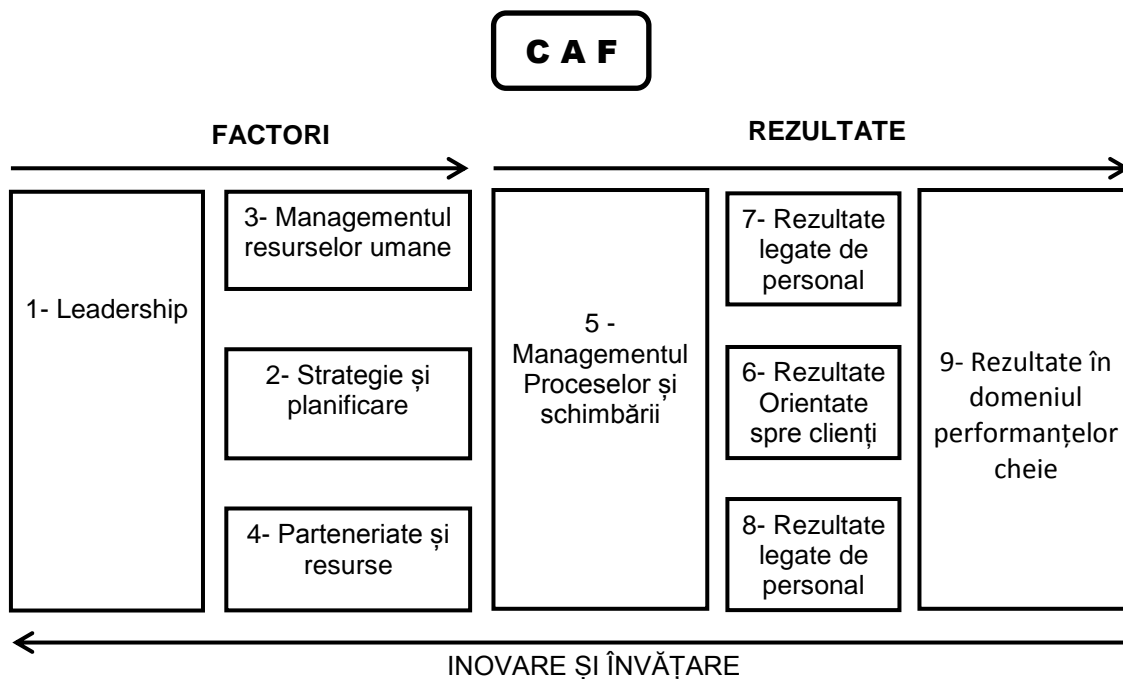 C A F
FACTORI
REZULTATE
1- Leadership
3- Managementul
resurselor umane
2- Strategie și
planificare
4- Parteneriate și
resurse
5 -
Managementul
Proceselor și
schimbării
7- Rezultate
legate de
personal
6- Rezultate
Orientate
spre clienți
8- Rezultate
legate de
personal
9- Rezultate în
domeniul
performanțelor
cheie
INOVARE ȘI ÎNVĂȚARE